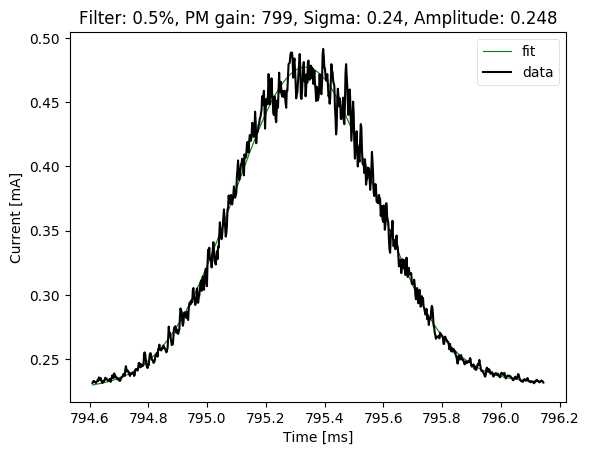 Filter: 0.5%, PM gain: 799, Sigma: 0.24, Amplitude: 0.248
fit
data
Current [mA]
0.50
0.45
0.40
0.35
0.30
0.25
794.6 794.8 795.0 795.2 795.4 795.6 795.8 796.0 796.2
Time [ms]